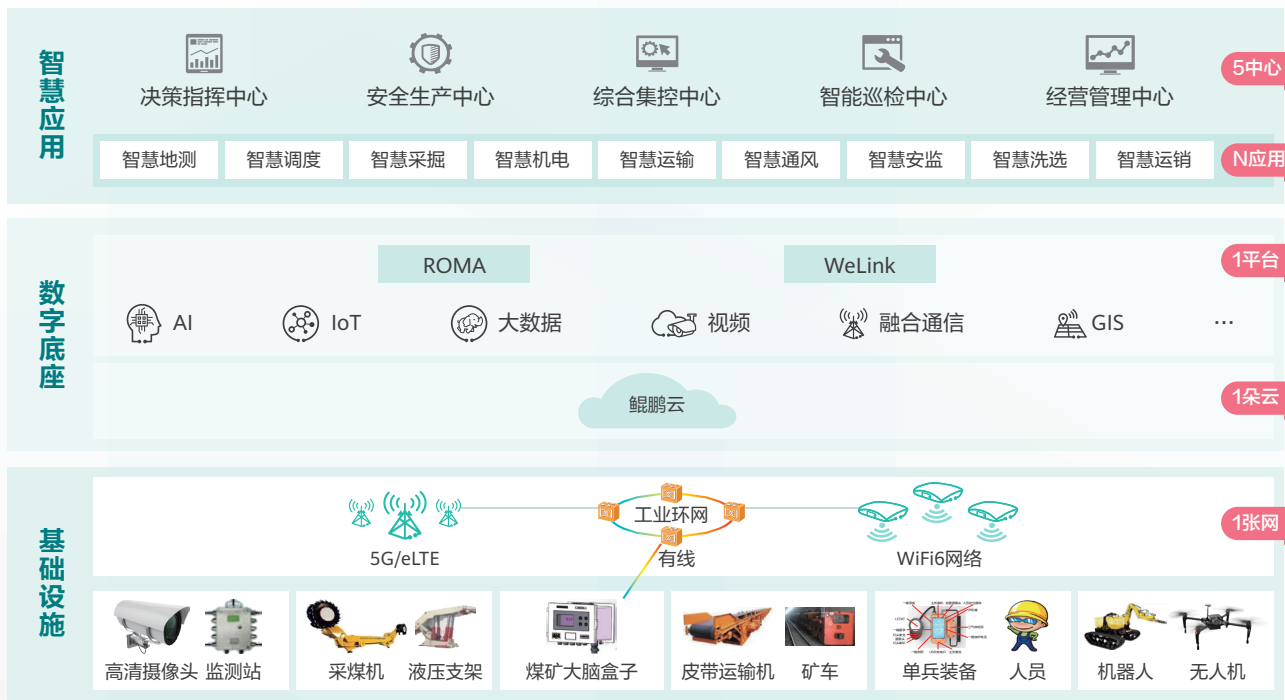 智慧应用
决策指挥中心
安全生产中心
综合集控中心
智能巡检中心
经营管理中心
5中心
智慧地测
智慧调度
智慧采掘
智慧机电
智慧运输
智慧通风
智慧安监
智慧洗选
智慧运销
N应用
数字底座
ROMA
WeLink
1平台
AI
IoT
大数据
视频
融合通信
GIS
...
鲲鹏云
1朵云
基础设施
工业环网
5G/eLTE
有线
WiFi6网络
1张网
高清摄像头
监测站
采煤机
液压支架
煤矿大脑盒子
皮带运输机
矿车
单兵装备
人员
机器人
无人机